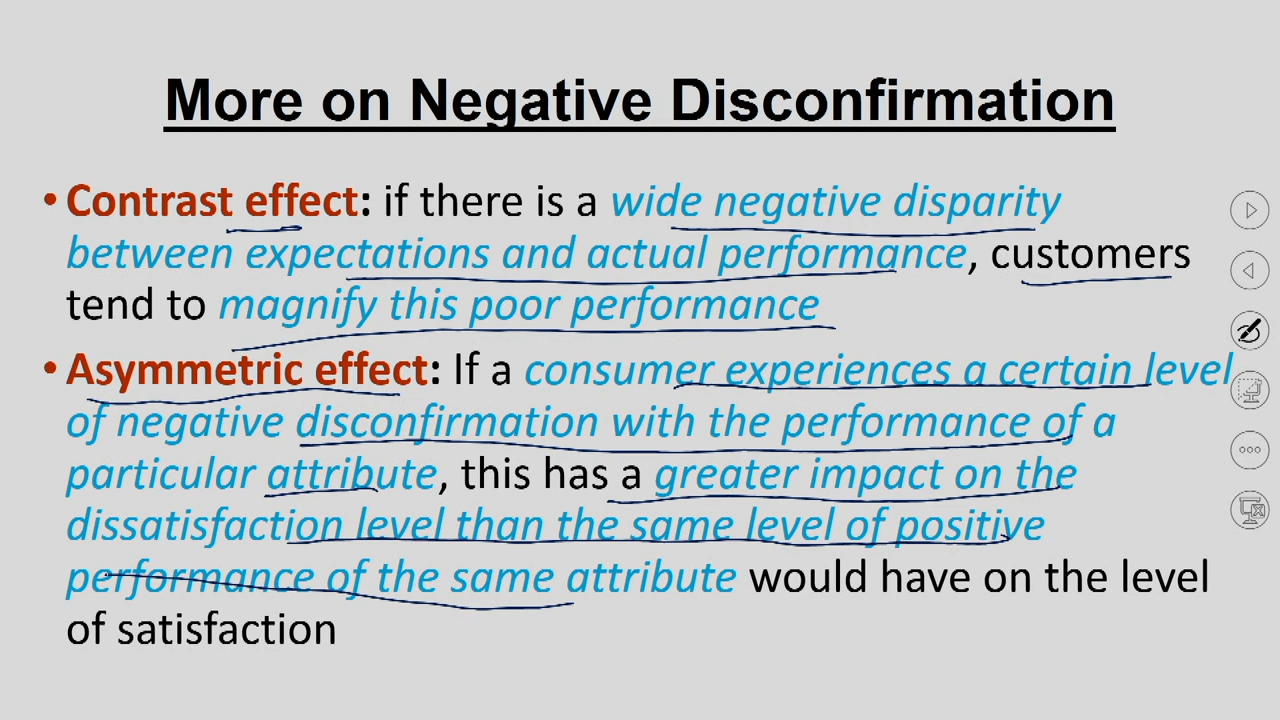 More on Negative Disconfirmation
• Contrast effect: if there is a wide negative disparity
between expectations and actual performance, customers
tend to magnify this poor performance
• Asymmetric effect: If a consumer experiences a certain level
of negative disconfirmation with the performance of a
particular attribute, this has a greater impact on the
dissatisfaction level than the same level of positive
performance of the same attribute would have on the level
of satisfaction